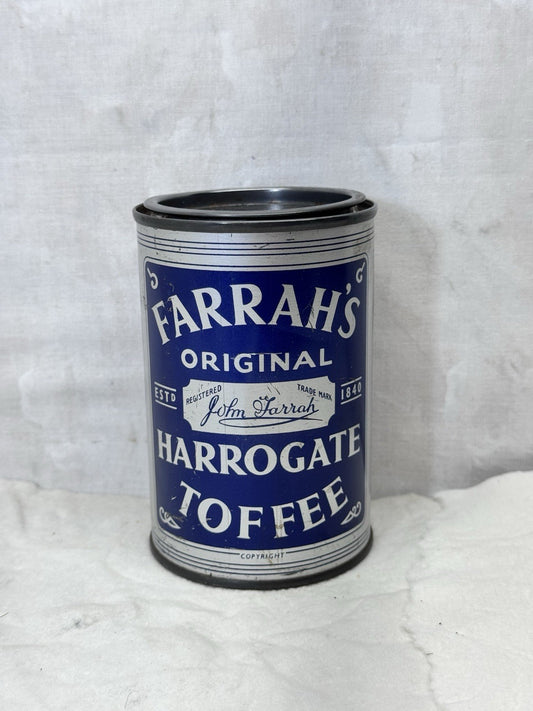 FARRAH'S
ORIGINAL
ESTD
REGISTERED
TRADE MARK
1840
John Farrah
HARROGATE
TOFFEE
COPYRIGHT